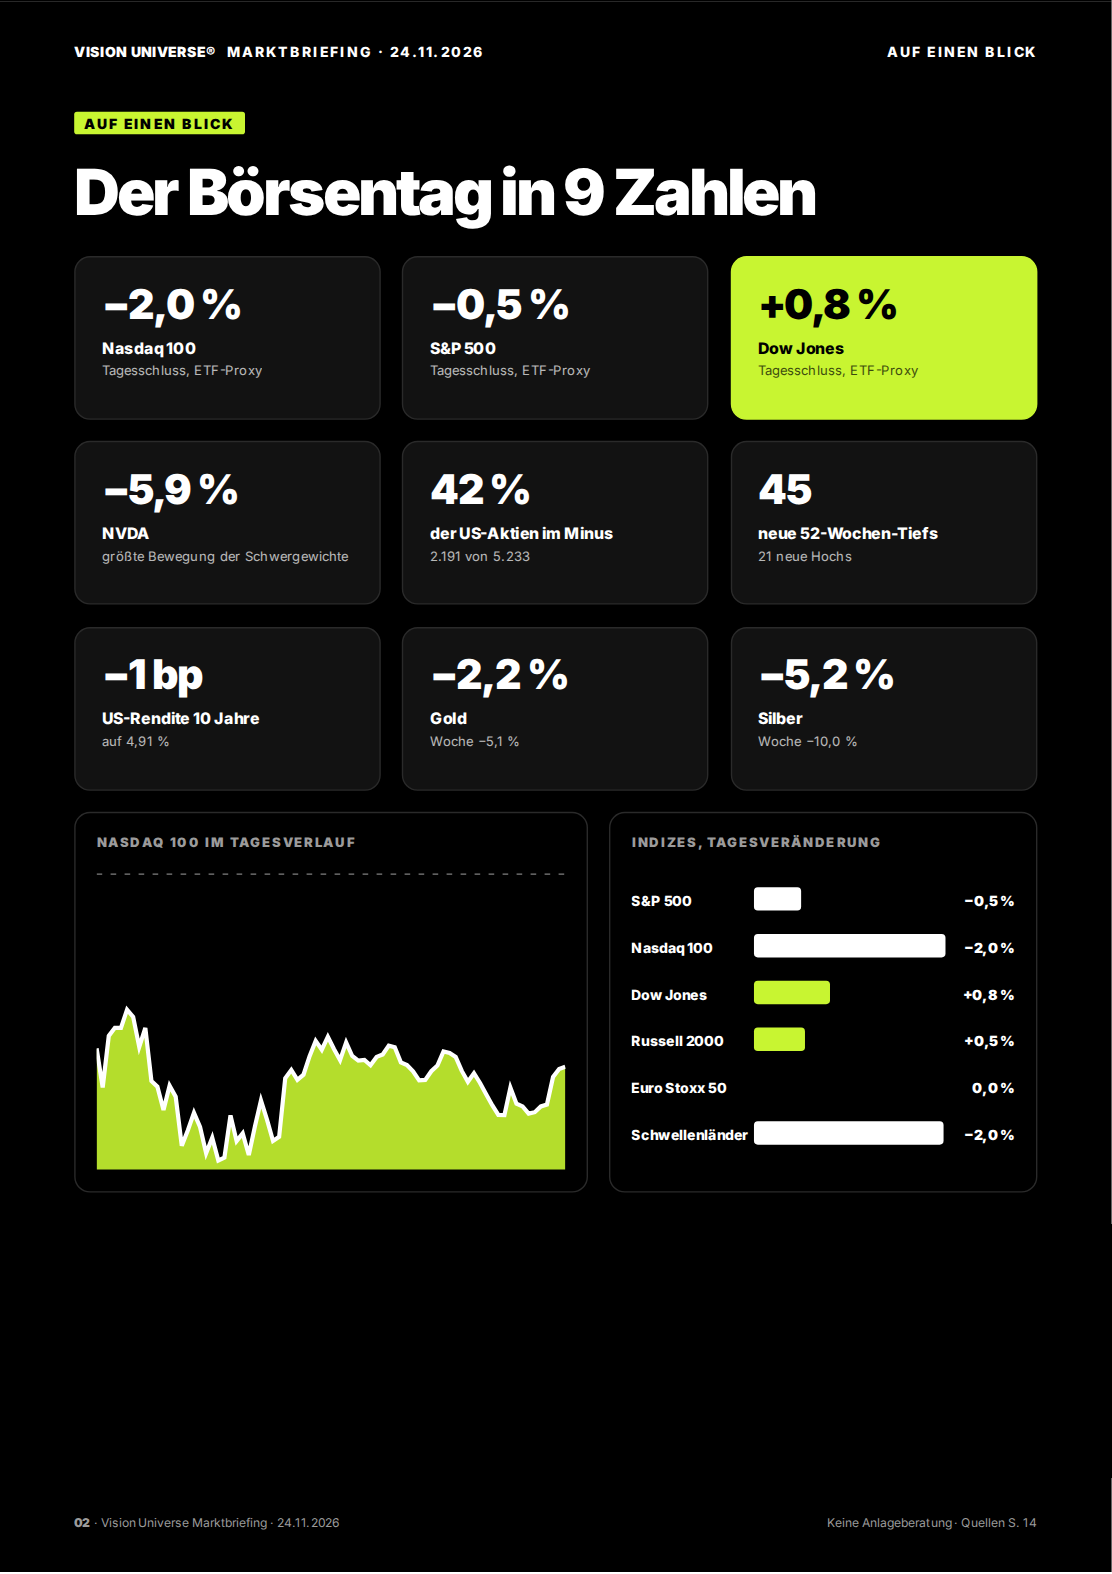 VISION UNIVERSE® MARKTBRIEFING · 24.11.2026
AUF EINEN BLICK
AUF EINEN BLICK
Der Börsentag in 9 Zahlen
−2,0 %
Nasdaq 100
Tagesschluss, ETF-Proxy
−0,5 %
S&P 500
Tagesschluss, ETF-Proxy
+0,8 %
Dow Jones
Tagesschluss, ETF-Proxy
−5,9 %
NVDA
größte Bewegung der Schwergewichte
42 %
der US-Aktien im Minus
2.191 von 5.233
45
neue 52-Wochen-Tiefs
21 neue Hochs
−1 bp
US-Rendite 10 Jahre
auf 4,91 %
−2,2 %
Gold
Woche −5,1 %
−5,2 %
Silber
Woche −10,0 %
NASDAQ 100 IM TAGESVERLAUF
INDIZES, TAGESVERÄNDERUNG
S&P 500 −0,5 %
Nasdaq 100 −2,0 %
Dow Jones +0,8 %
Russell 2000 +0,5 %
Euro Stoxx 50 0,0 %
Schwellenländer −2,0 %
02 · Vision Universe Marktbriefing · 24.11.2026
Keine Anlageberatung · Quellen S. 14